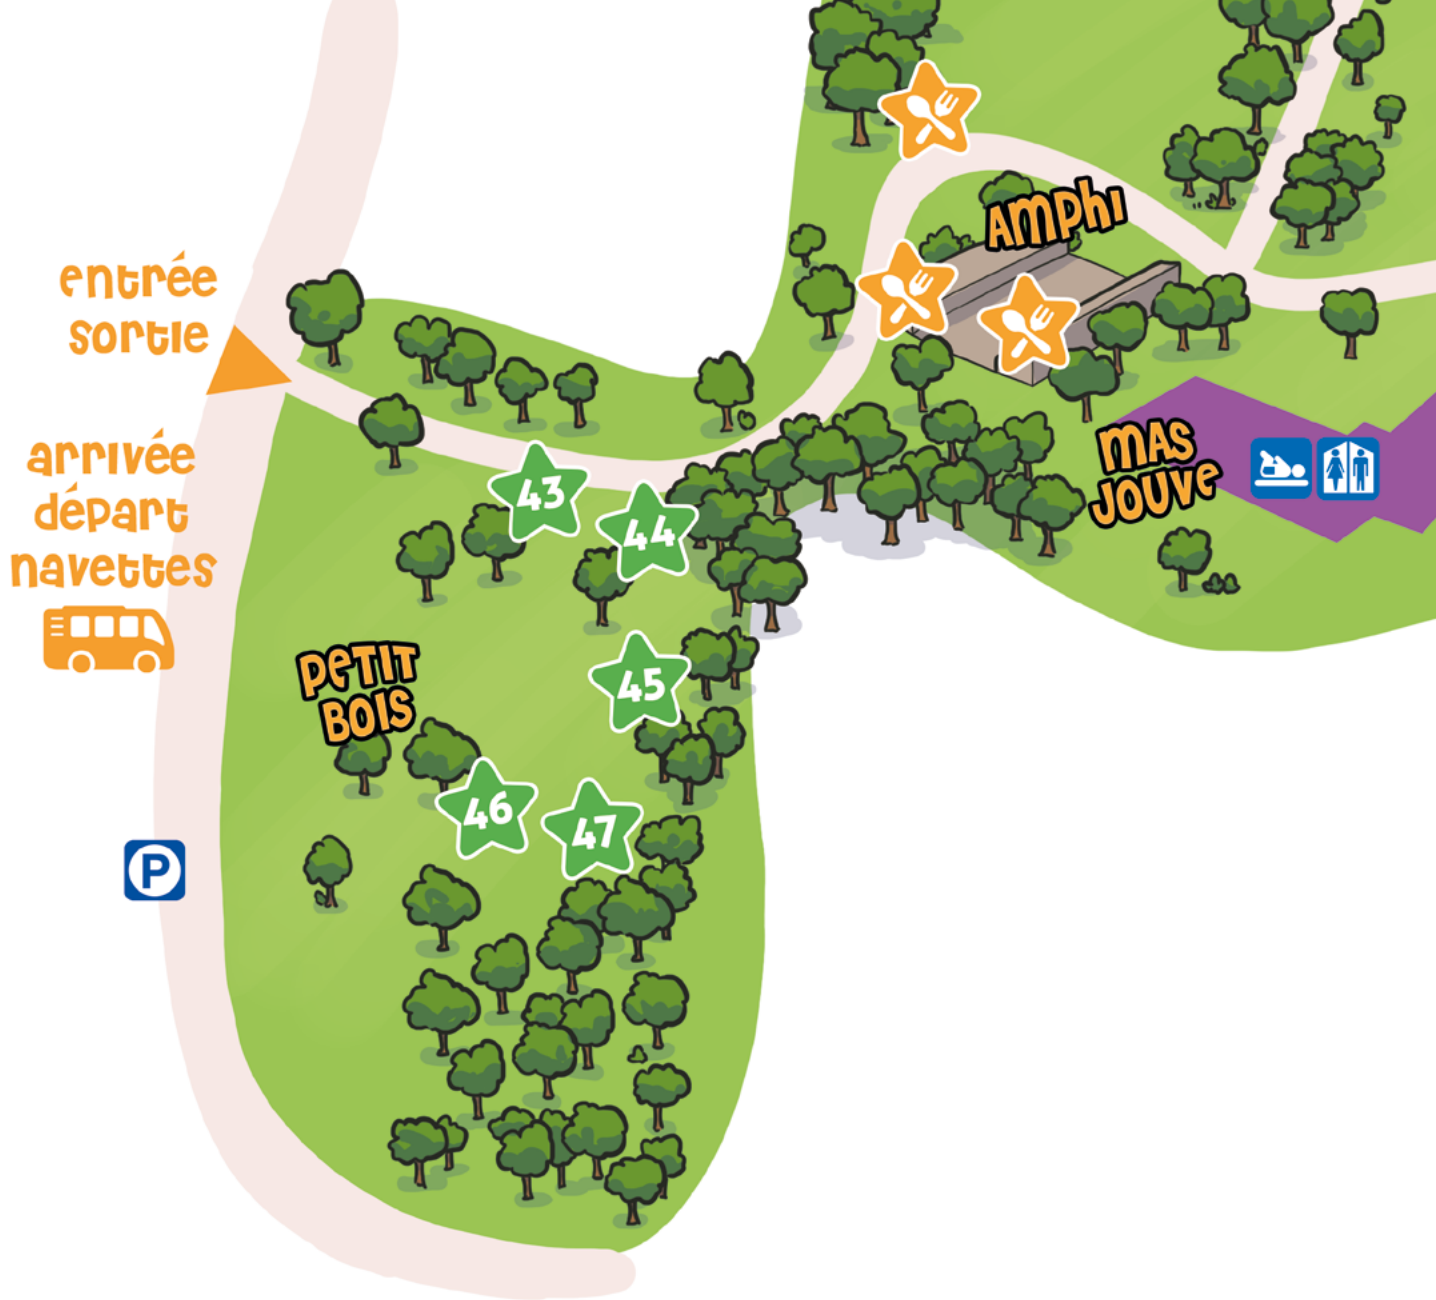 AMPHI
entrée
sortie
arrivée
départ
navettes
MAS
JOUVE
43
44
45
PETIT
BOIS
46
47
P